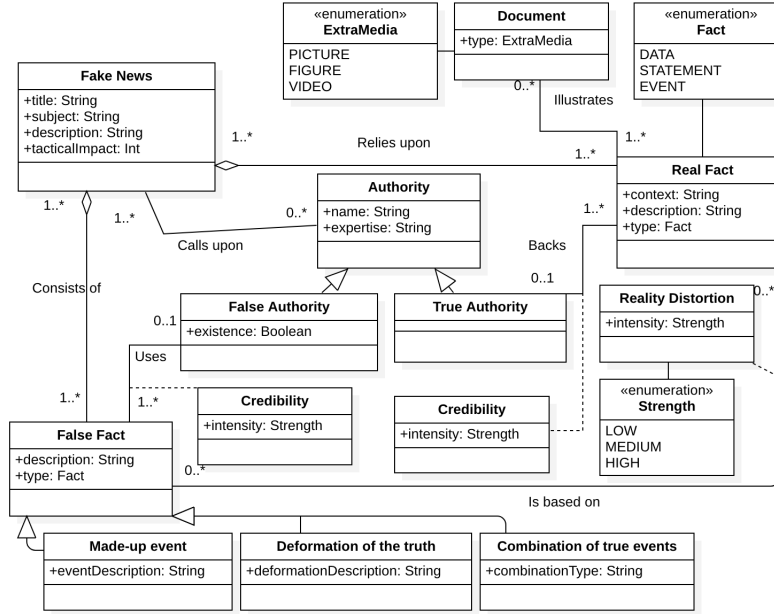 «enumeration»
ExtraMedia
PICTURE
FIGURE
VIDEO
Document
+type: ExtraMedia
0..*
Illustrates
«enumeration»
Fact
DATA
STATEMENT
EVENT
1..*
Fake News
+title: String
+subject: String
+description: String
+tacticalImpact: Int
1..*
Relies upon
1..*
Real Fact
+context: String
+description: String
+type: Fact
1..*
1..*
Calls upon
0..*
Authority
+name: String
+expertise: String
1..*
Backs
0..1
Consists of
False Authority
+existence: Boolean
0..1
Uses
True Authority
Reality Distortion
+intensity: Strength
0..*
1..*
1..*
Credibility
+intensity: Strength
Credibility
+intensity: Strength
«enumeration»
Strength
LOW
MEDIUM
HIGH
False Fact
+description: String
+type: Fact
0..*
Is based on
Made-up event
+eventDescription: String
Deformation of the truth
+deformationDescription: String
Combination of true events
+combinationType: String